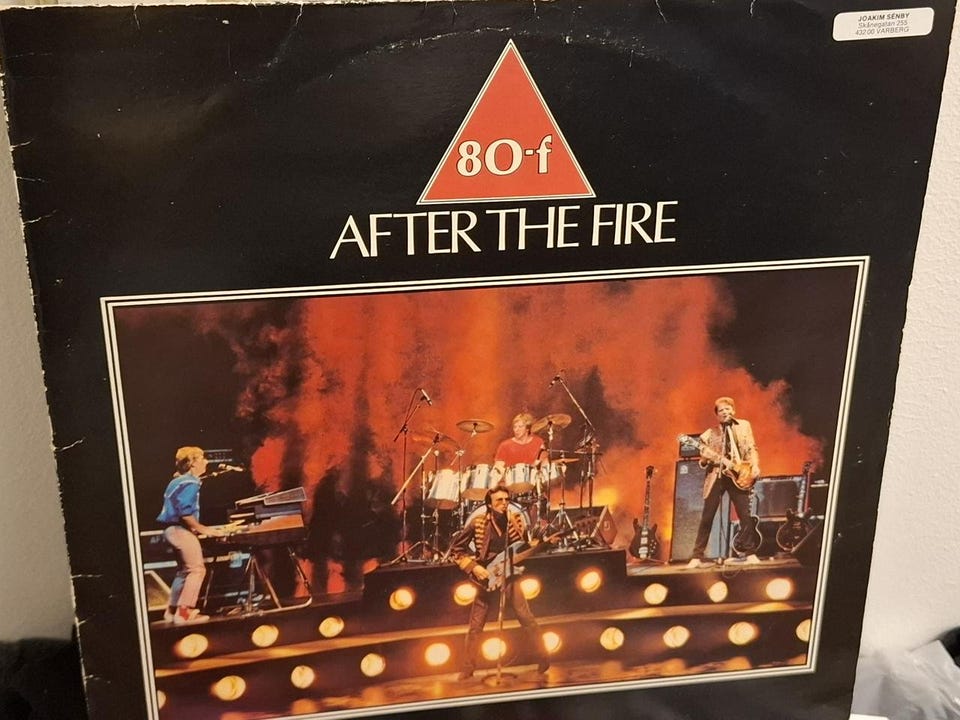 JOAKIM SENBY
Skånegatan 255
432 00 VARBERG
80-f
AFTER THE FIRE